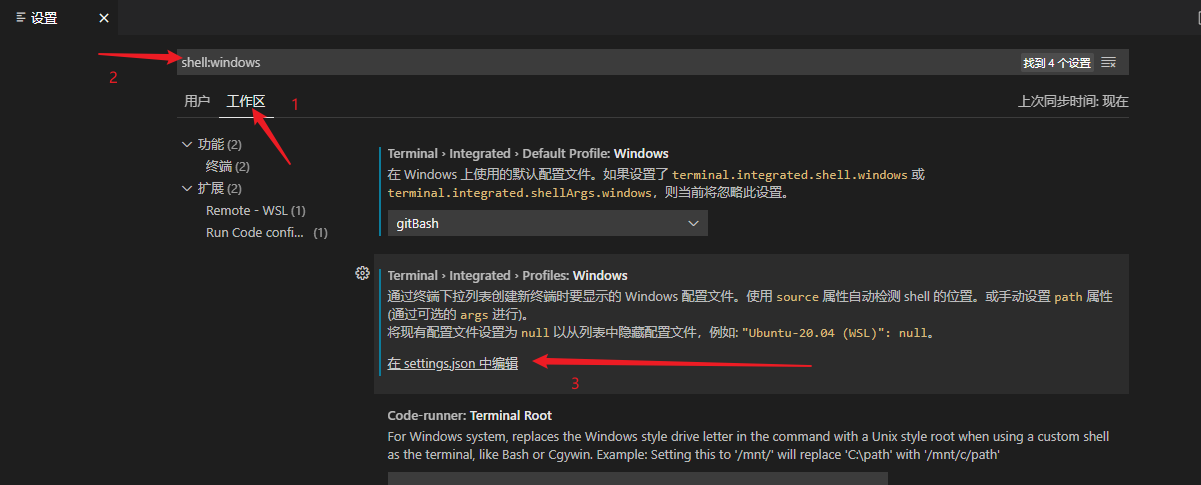 设置
2
shell:windows
找到 4 个设置
用户
工作区
1
上次同步时间: 现在
功能 (2)
终端 (2)
扩展 (2)
Remote - WSL (1)
Run Code confi... (1)
Terminal › Integrated › Default Profile: Windows
在 Windows 上使用的默认配置文件。如果设置了 terminal.integrated.shell.windows 或
terminal.integrated.shellArgs.windows，则当前将忽略此设置。
gitBash
Terminal › Integrated › Profiles: Windows
通过终端下拉列表创建新终端时要显示的 Windows 配置文件。使用 source 属性自动检测 shell 的位置。或手动设置 path 属性
(通过可选的 args 进行)。
将现有配置文件设置为 null 以从列表中隐藏配置文件，例如: "Ubuntu-20.04 (WSL)": null。
在 settings.json 中编辑
3
Code-runner: Terminal Root
For Windows system, replaces the Windows style drive letter in the command with a Unix style root when using a custom shell
as the terminal, like Bash or Cgywin. Example: Setting this to '/mnt/' will replace 'C:\path' with '/mnt/c/path'